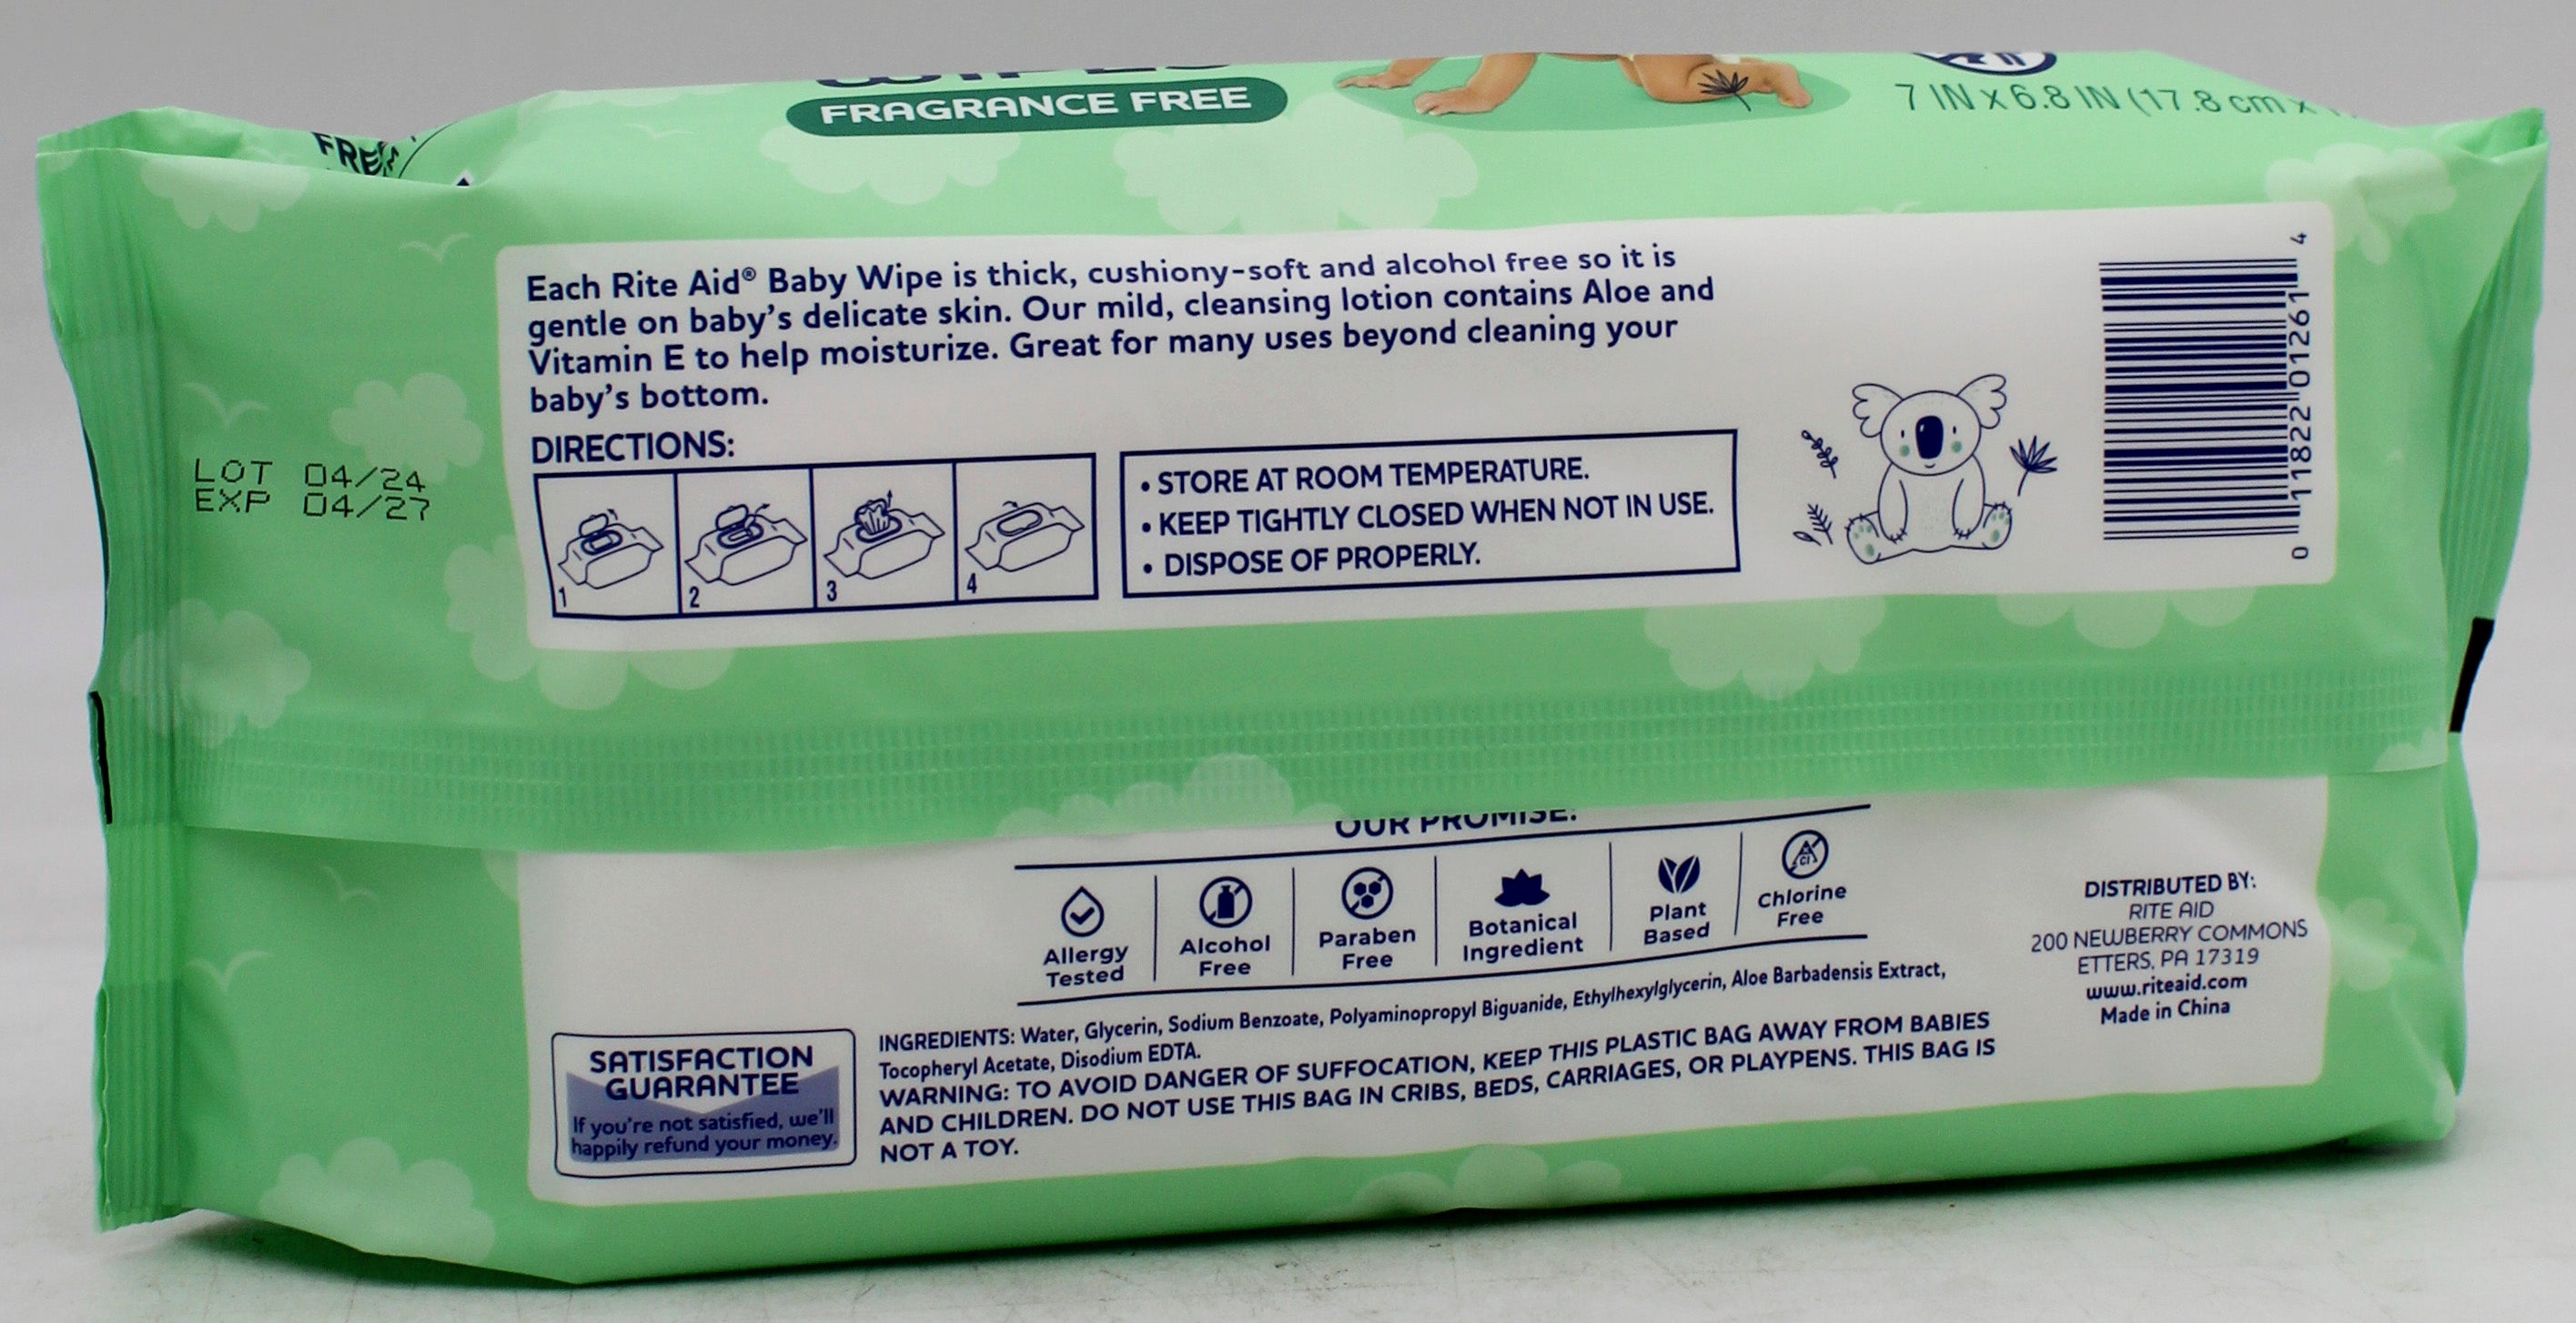 FRAGRANCE FREE
7 IN x 6.8 IN (17.8 cm x
Each Rite Aid® Baby Wipe is thick, cushiony-soft and alcohol free so it is
gentle on baby's delicate skin. Our mild, cleansing lotion contains Aloe and
Vitamin E to help moisturize. Great for many uses beyond cleaning your
baby's bottom.
DIRECTIONS:
1
2
3
4
• STORE AT ROOM TEMPERATURE.
• KEEP TIGHTLY CLOSED WHEN NOT IN USE.
• DISPOSE OF PROPERLY.
0 11822 01261 4
LOT 04/24
EXP 04/27
OUR PROMISE:
Allergy
Tested
Alcohol
Free
Paraben
Free
Botanical
Ingredient
Plant
Based
Cl
Chlorine
Free
DISTRIBUTED BY:
RITE AID
200 NEWBERRY COMMONS
ETTERS, PA 17319
www.riteaid.com
Made in China
SATISFACTION
GUARANTEE
If you're not satisfied, we'll
happily refund your money.
INGREDIENTS: Water, Glycerin, Sodium Benzoate, Polyaminopropyl Biguanide, Ethylhexylglycerin, Aloe Barbadensis Extract,
Tocopheryl Acetate, Disodium EDTA.
WARNING: TO AVOID DANGER OF SUFFOCATION, KEEP THIS PLASTIC BAG AWAY FROM BABIES
AND CHILDREN. DO NOT USE THIS BAG IN CRIBS, BEDS, CARRIAGES, OR PLAYPENS. THIS BAG IS
NOT A TOY.